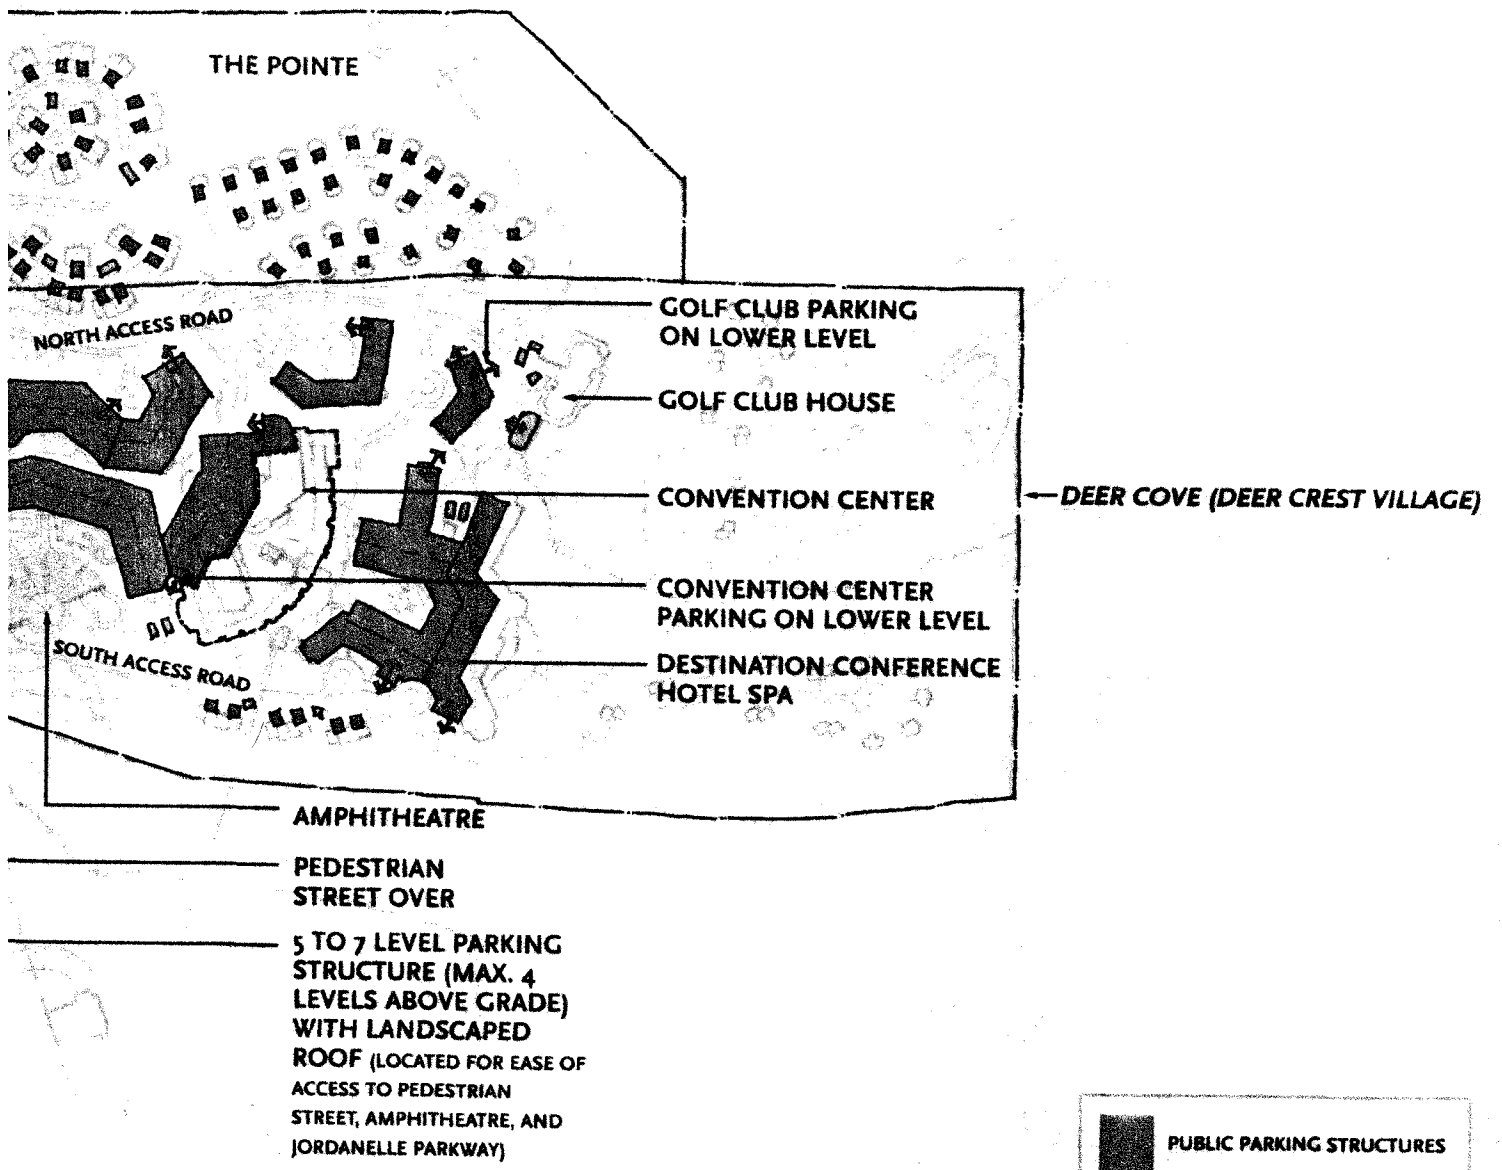 THE POINTE
NORTH ACCESS ROAD
GOLF CLUB PARKING
ON LOWER LEVEL
GOLF CLUB HOUSE
CONVENTION CENTER
DEER COVE (DEER CREST VILLAGE)
CONVENTION CENTER
PARKING ON LOWER LEVEL
SOUTH ACCESS ROAD
DESTINATION CONFERENCE
HOTEL SPA
AMPHITHEATRE
PEDESTRIAN
STREET OVER
5 TO 7 LEVEL PARKING
STRUCTURE (MAX. 4
LEVELS ABOVE GRADE)
WITH LANDSCAPED
ROOF (LOCATED FOR EASE OF
ACCESS TO PEDESTRIAN
STREET, AMPHITHEATRE, AND
JORDANELLE PARKWAY)
PUBLIC PARKING STRUCTURES